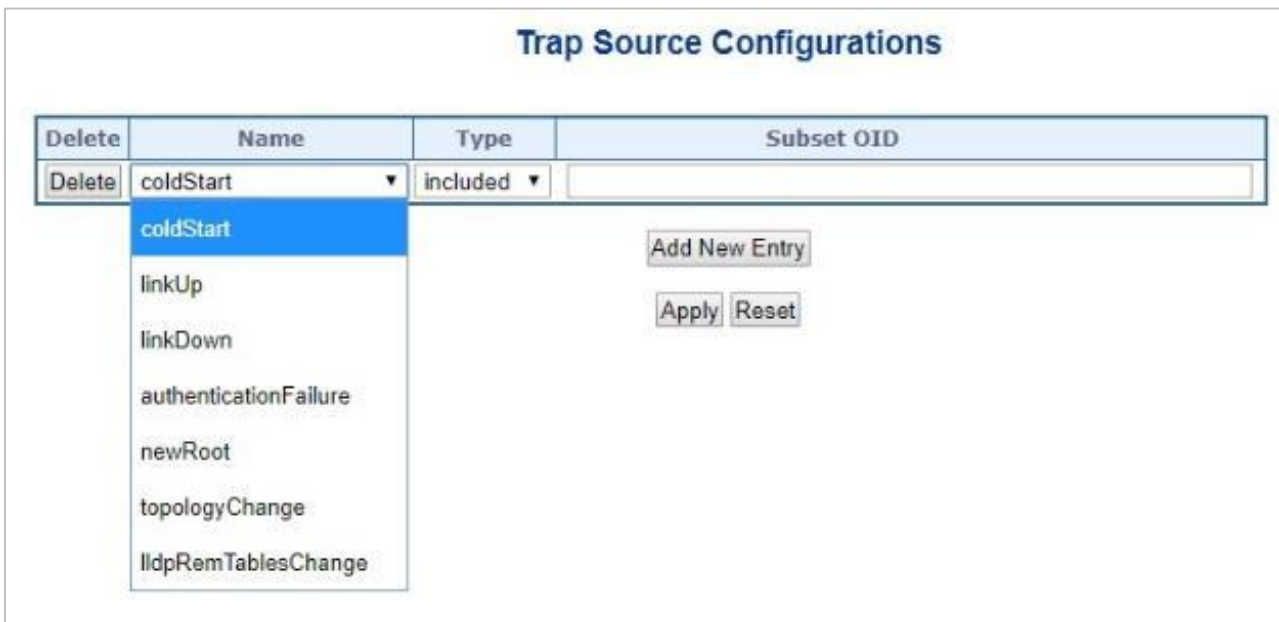 Trap Source Configurations
Delete Name Type Subset OID
Delete coldStart included
coldStart
linkUp
linkDown
authenticationFailure
newRoot
topologyChange
lldpRemTablesChange
Add New Entry
Apply Reset